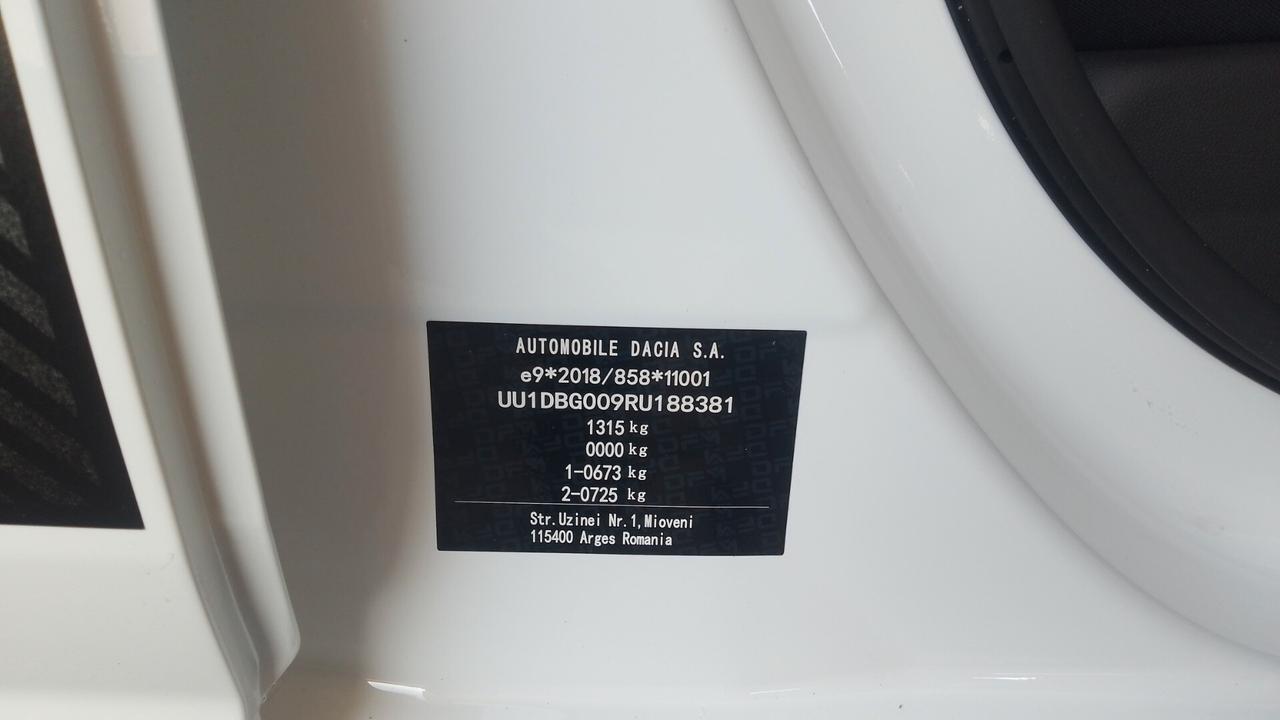 AUTOMOBILE DACIA S.A.
e9*2018/858*11001
UU1DBG009RU188381
1315 kg
0000 kg
1-0673 kg
2-0725 kg
Str.Uzinei Nr.1,Mioveni
115400 Arges Romania